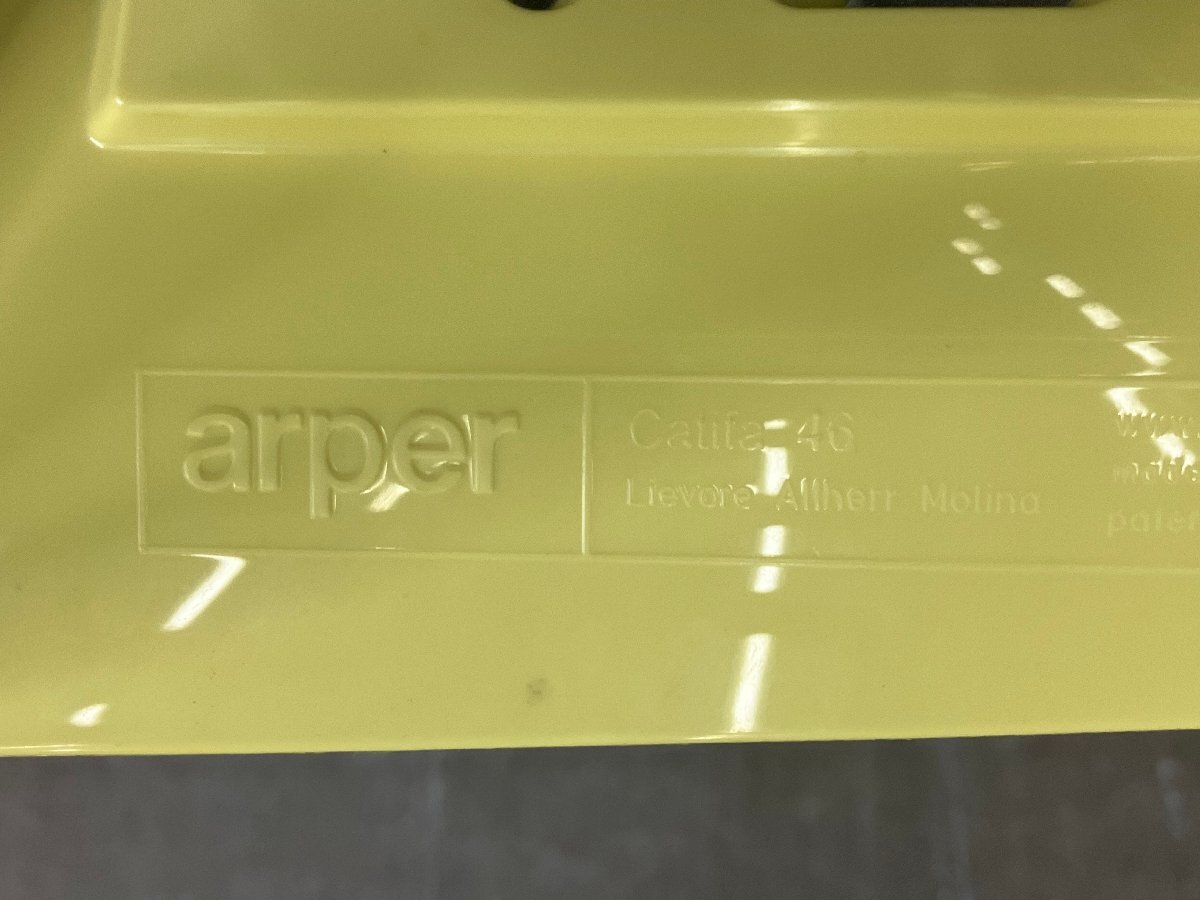 arper
Catifa 46
Lievore Altherr Molina